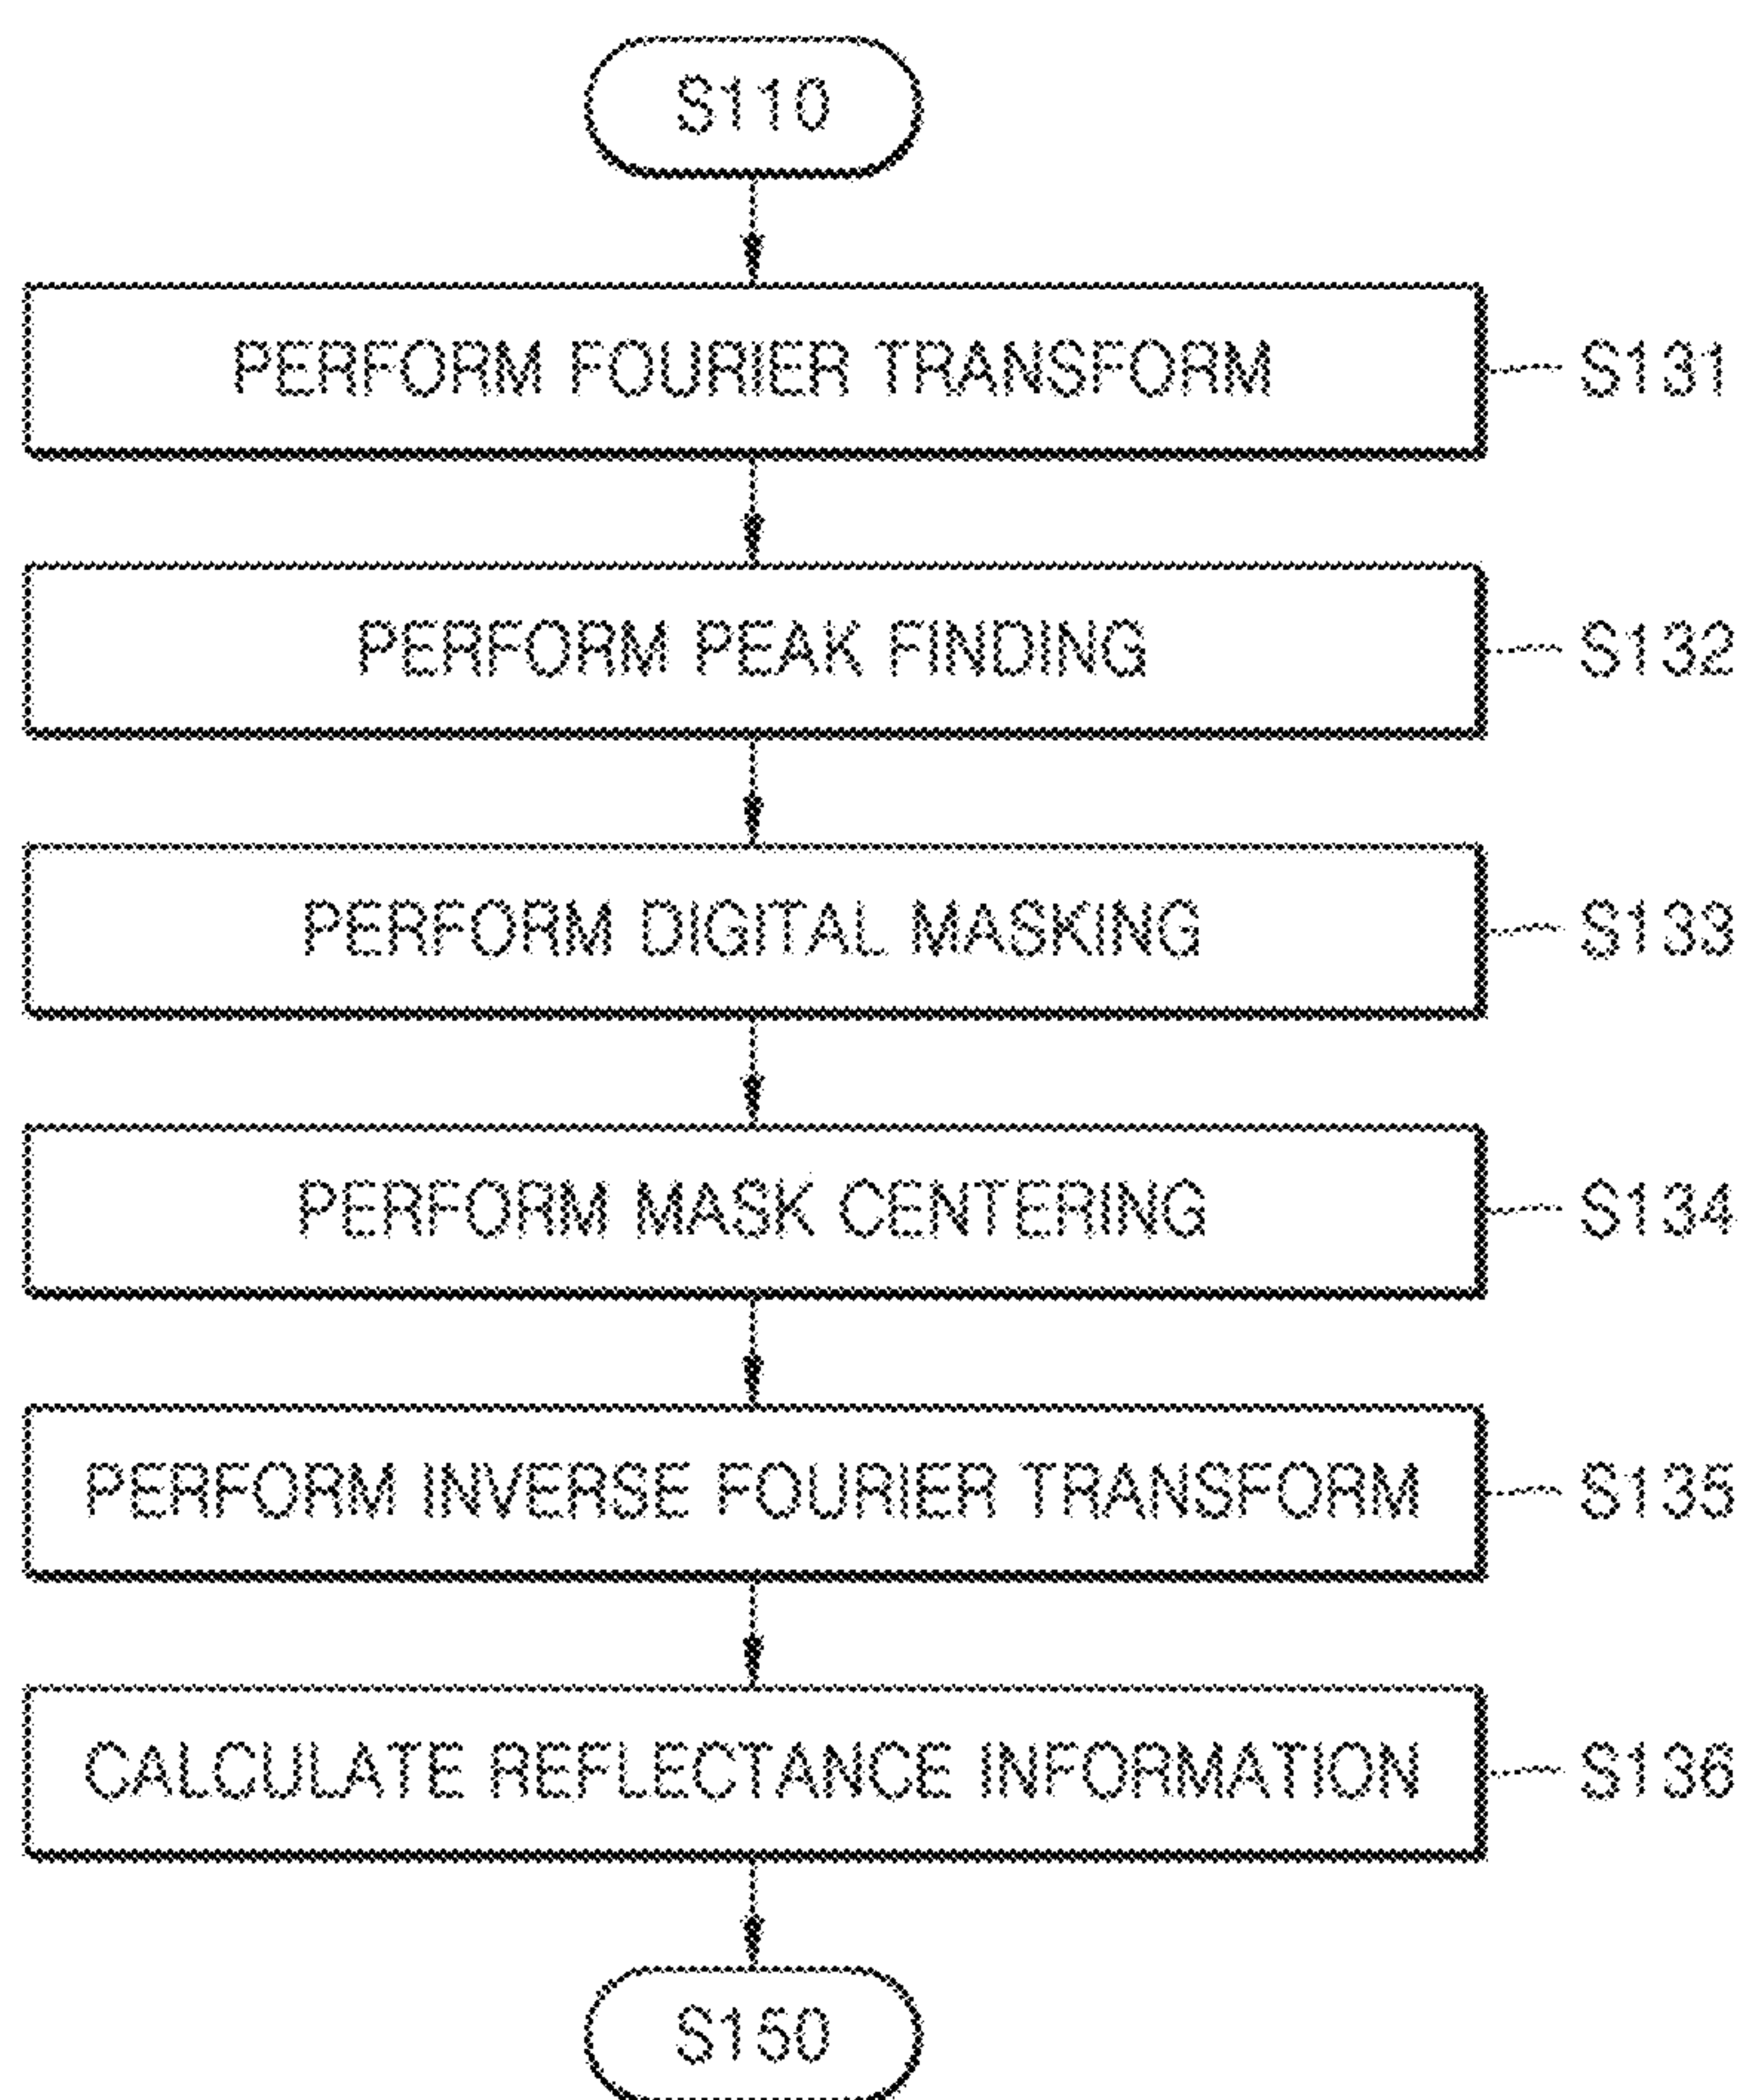 S110
PERFORM FOURIER TRANSFORM S131
PERFORM PEAK FINDING S132
PERFORM DIGITAL MASKING S133
PERFORM MASK CENTERING S134
PERFORM INVERSE FOURIER TRANSFORM S135
CALCULATE REFLECTANCE INFORMATION S136
S150